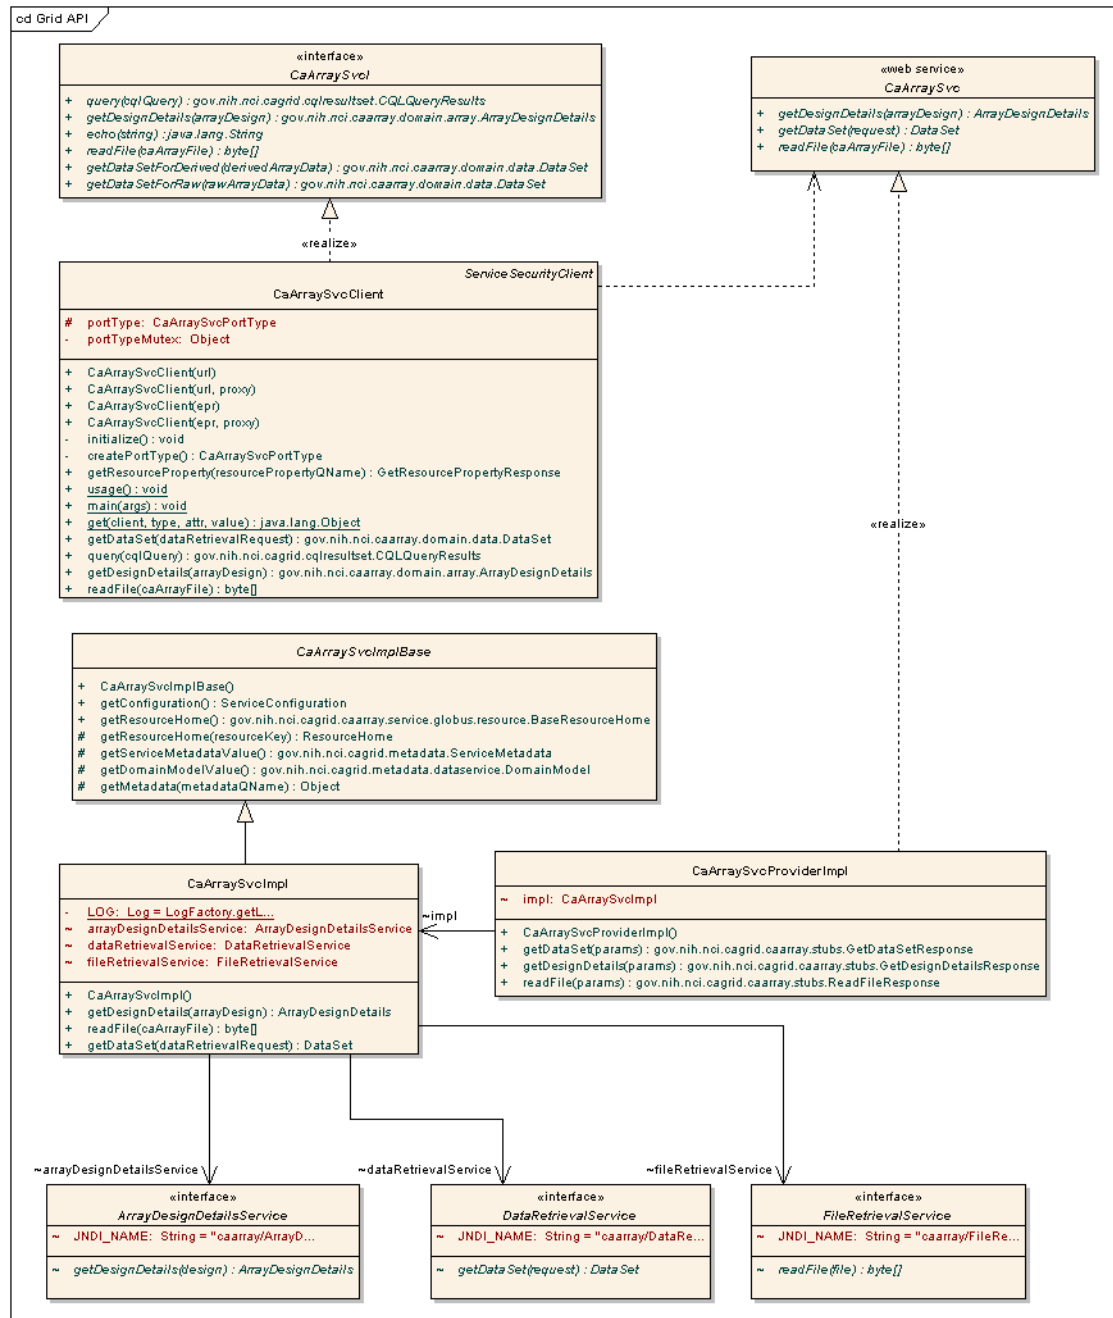 cd Grid API
«interface»
CaArraySvcI
+ query(cqlQuery) : gov.nih.nci.cagrid.cqlresultset.CQLQueryResults
+ getDesignDetails(arrayDesign) : gov.nih.nci.caarray.domain.array.ArrayDesignDetails
+ echo(string) : java.lang.String
+ readFile(caArrayFile) : byte[]
+ getDataSetForDerived(derivedArrayData) : gov.nih.nci.caarray.domain.data.DataSet
+ getDataSetForRaw(rawArrayData) : gov.nih.nci.caarray.domain.data.DataSet
«web service»
CaArraySvc
+ getDesignDetails(arrayDesign) : ArrayDesignDetails
+ getDataSet(request) : DataSet
+ readFile(caArrayFile) : byte[]
«realize»
ServiceSecurityClient
CaArraySvcClient
# portType: CaArraySvcPortType
- portTypeMutex: Object
+ CaArraySvcClient(url)
+ CaArraySvcClient(url, proxy)
+ CaArraySvcClient(epr)
+ CaArraySvcClient(epr, proxy)
- initialize() : void
- createPortType() : CaArraySvcPortType
+ getResourceProperty(resourcePropertyQName) : GetResourcePropertyResponse
+ usage() : void
+ main(args) : void
+ get(client, type, attr, value) : java.lang.Object
+ getDataSet(dataRetrievalRequest) : gov.nih.nci.caarray.domain.data.DataSet
+ query(cqlQuery) : gov.nih.nci.cagrid.cqlresultset.CQLQueryResults
+ getDesignDetails(arrayDesign) : gov.nih.nci.caarray.domain.array.ArrayDesignDetails
+ readFile(caArrayFile) : byte[]
«realize»
CaArraySvcImplBase
+ CaArraySvcImplBase()
+ getConfiguration() : ServiceConfiguration
+ getResourceHome() : gov.nih.nci.cagrid.caarray.service.globus.resource.BaseResourceHome
# getResourceHome(resourceKey) : ResourceHome
# getServiceMetadataValue() : gov.nih.nci.cagrid.metadata.ServiceMetadata
# getDomainModelValue() : gov.nih.nci.cagrid.metadata.dataservice.DomainModel
# getMetadata(metadataQName) : Object
CaArraySvcImpl
- LOG: Log = LogFactory.getL...
~ arrayDesignDetailsService: ArrayDesignDetailsService
~ dataRetrievalService: DataRetrievalService
~ fileRetrievalService: FileRetrievalService
+ CaArraySvcImpl()
+ getDesignDetails(arrayDesign) : ArrayDesignDetails
+ readFile(caArrayFile) : byte[]
+ getDataSet(dataRetrievalRequest) : DataSet
~impl
CaArraySvcProviderImpl
~ impl: CaArraySvcImpl
+ CaArraySvcProviderImpl()
+ getDataSet(params) : gov.nih.nci.cagrid.caarray.stubs.GetDataSetResponse
+ getDesignDetails(params) : gov.nih.nci.cagrid.caarray.stubs.GetDesignDetailsResponse
+ readFile(params) : gov.nih.nci.cagrid.caarray.stubs.ReadFileResponse
~arrayDesignDetailsService
~dataRetrievalService
~fileRetrievalService
«interface»
ArrayDesignDetailsService
~ JNDI_NAME: String = "caarray/ArrayD...
~ getDesignDetails(design) : ArrayDesignDetails
«interface»
DataRetrievalService
~ JNDI_NAME: String = "caarray/DataRe...
~ getDataSet(request) : DataSet
«interface»
FileRetrievalService
~ JNDI_NAME: String = "caarray/FileRe...
~ readFile(file) : byte[]